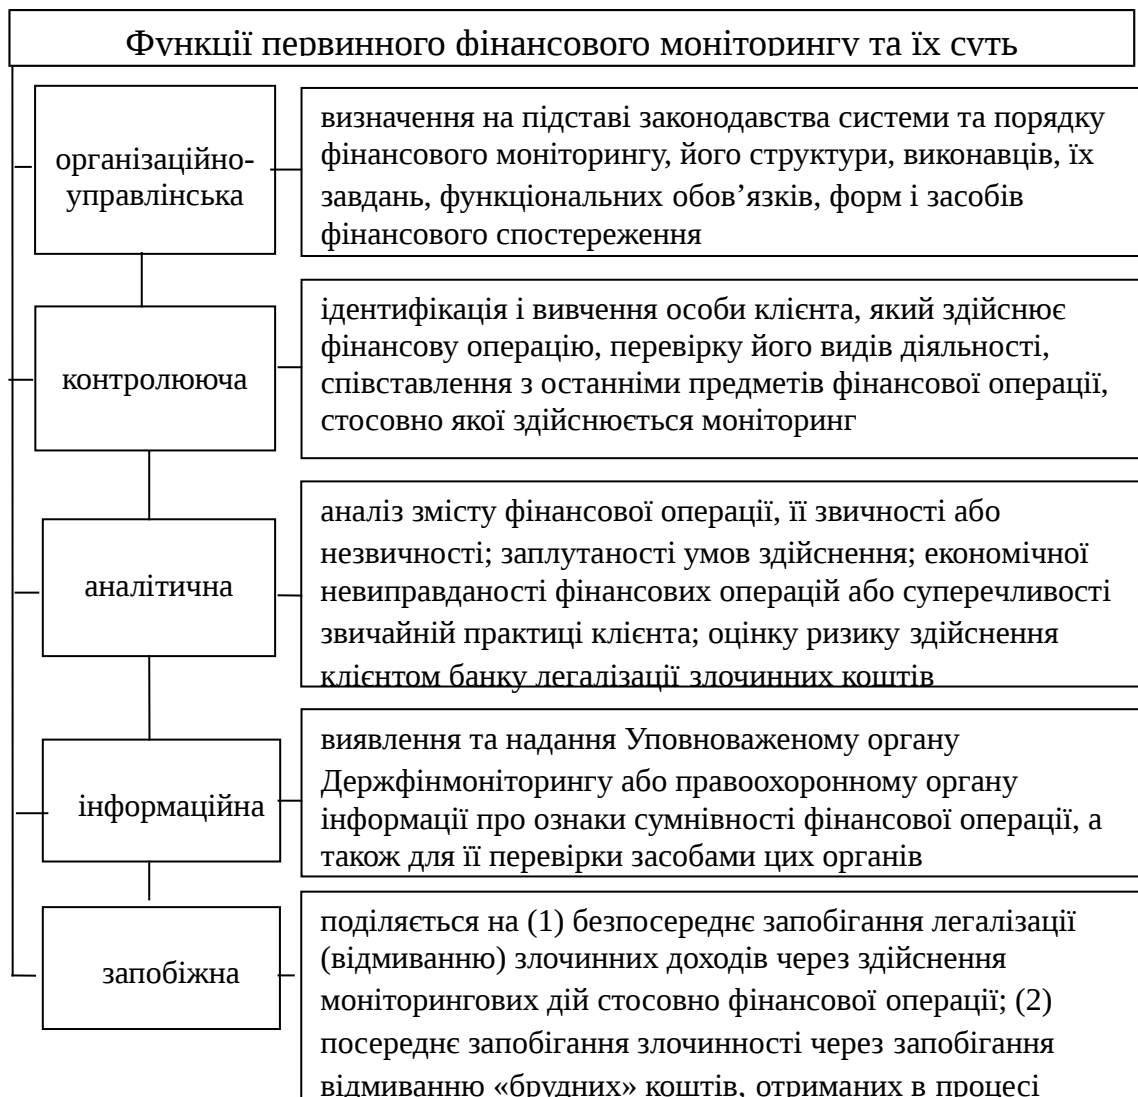 Функції первинного фінансового моніторингу та їх суть
організаційно-
управлінська
визначення на підставі законодавства системи та порядку
фінансового моніторингу, його структури, виконавців, їх
завдань, функціональних обов’язків, форм і засобів
фінансового спостереження
контролююча
ідентифікація і вивчення особи клієнта, який здійснює
фінансову операцію, перевірку його видів діяльності,
співставлення з останніми предметів фінансової операції,
стосовно якої здійснюється моніторинг
аналітична
аналіз змісту фінансової операції, її звичності або
незвичності; заплутаності умов здійснення; економічної
невиправданості фінансових операцій або суперечливості
звичайній практиці клієнта; оцінку ризику здійснення
клієнтом банку легалізації злочинних коштів
інформаційна
виявлення та надання Уповноваженому органу
Держфінмоніторингу або правоохоронному органу
інформації про ознаки сумнівності фінансової операції, а
також для її перевірки засобами цих органів
запобіжна
поділяється на (1) безпосереднє запобігання легалізації
(відмиванню) злочинних доходів через здійснення
моніторингових дій стосовно фінансової операції; (2)
посереднє запобігання злочинності через запобігання
відмиванню «брудних» коштів, отриманих в процесі